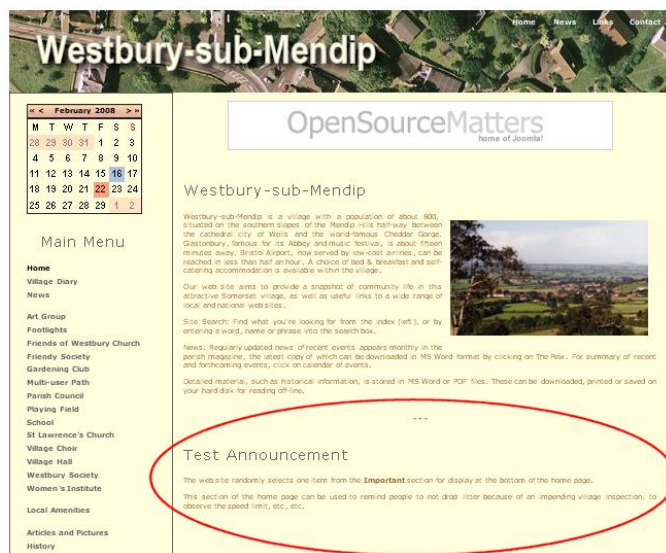 Home News Links Contact
Westbury-sub-Mendip
« < February 2008 > »
M T W T F S S
28 29 30 31 1 2 3
4 5 6 7 8 9 10
11 12 13 14 15 16 17
18 19 20 21 22 23 24
25 26 27 28 29 1 2
Main Menu
Home
Village Diary
News
Art Group
Footlights
Friends of Westbury Church
Friendy Society
Gardening Club
Multi-user Path
Parish Council
Playing Field
School
St Lawrence's Church
Village Choir
Village Hall
Westbury Society
Women's Institute
Local Amenities
Articles and Pictures
History
OpenSourceMatters
home of Joomla!
Westbury-sub-Mendip
Westbury-sub-Mendip is a village with a population of about 800,
situated on the southern slopes of the Mendip Hills half-way between
the cathedral city of Wells and the world-famous Cheddar Gorge.
Glastonbury, famous for its Abbey and music festival, is about fifteen
minutes away. Bristol Airport, now served by low-cost airlines, can be
reached in less than half an hour. A choice of bed & breakfast and self-
catering accommodation is available within the village.
Our web site aims to provide a snapshot of community life in this
attractive Somerset village, as well as useful links to a wide range of
local and national web sites.
Site Search: Find what you're looking for from the index (left), or by
entering a word, name or phrase into the search box.
News: Regularly updated news of recent events appears monthly in the
parish magazine, the latest copy of which can be downloaded in MS Word format by clicking on The Pew. For summary of recent
and forthcoming events, click on calendar of events.
Detailed material, such as historical information, is stored in MS Word or PDF files. These can be downloaded, printed or saved on
your hard disk for reading off-line.
---
Test Announcement
The web site randomly selects one item from the Important section for display at the bottom of the home page.
This section of the home page can be used to remind people to not drop litter because of an impending village inspection, to
observe the speed limit, etc, etc.